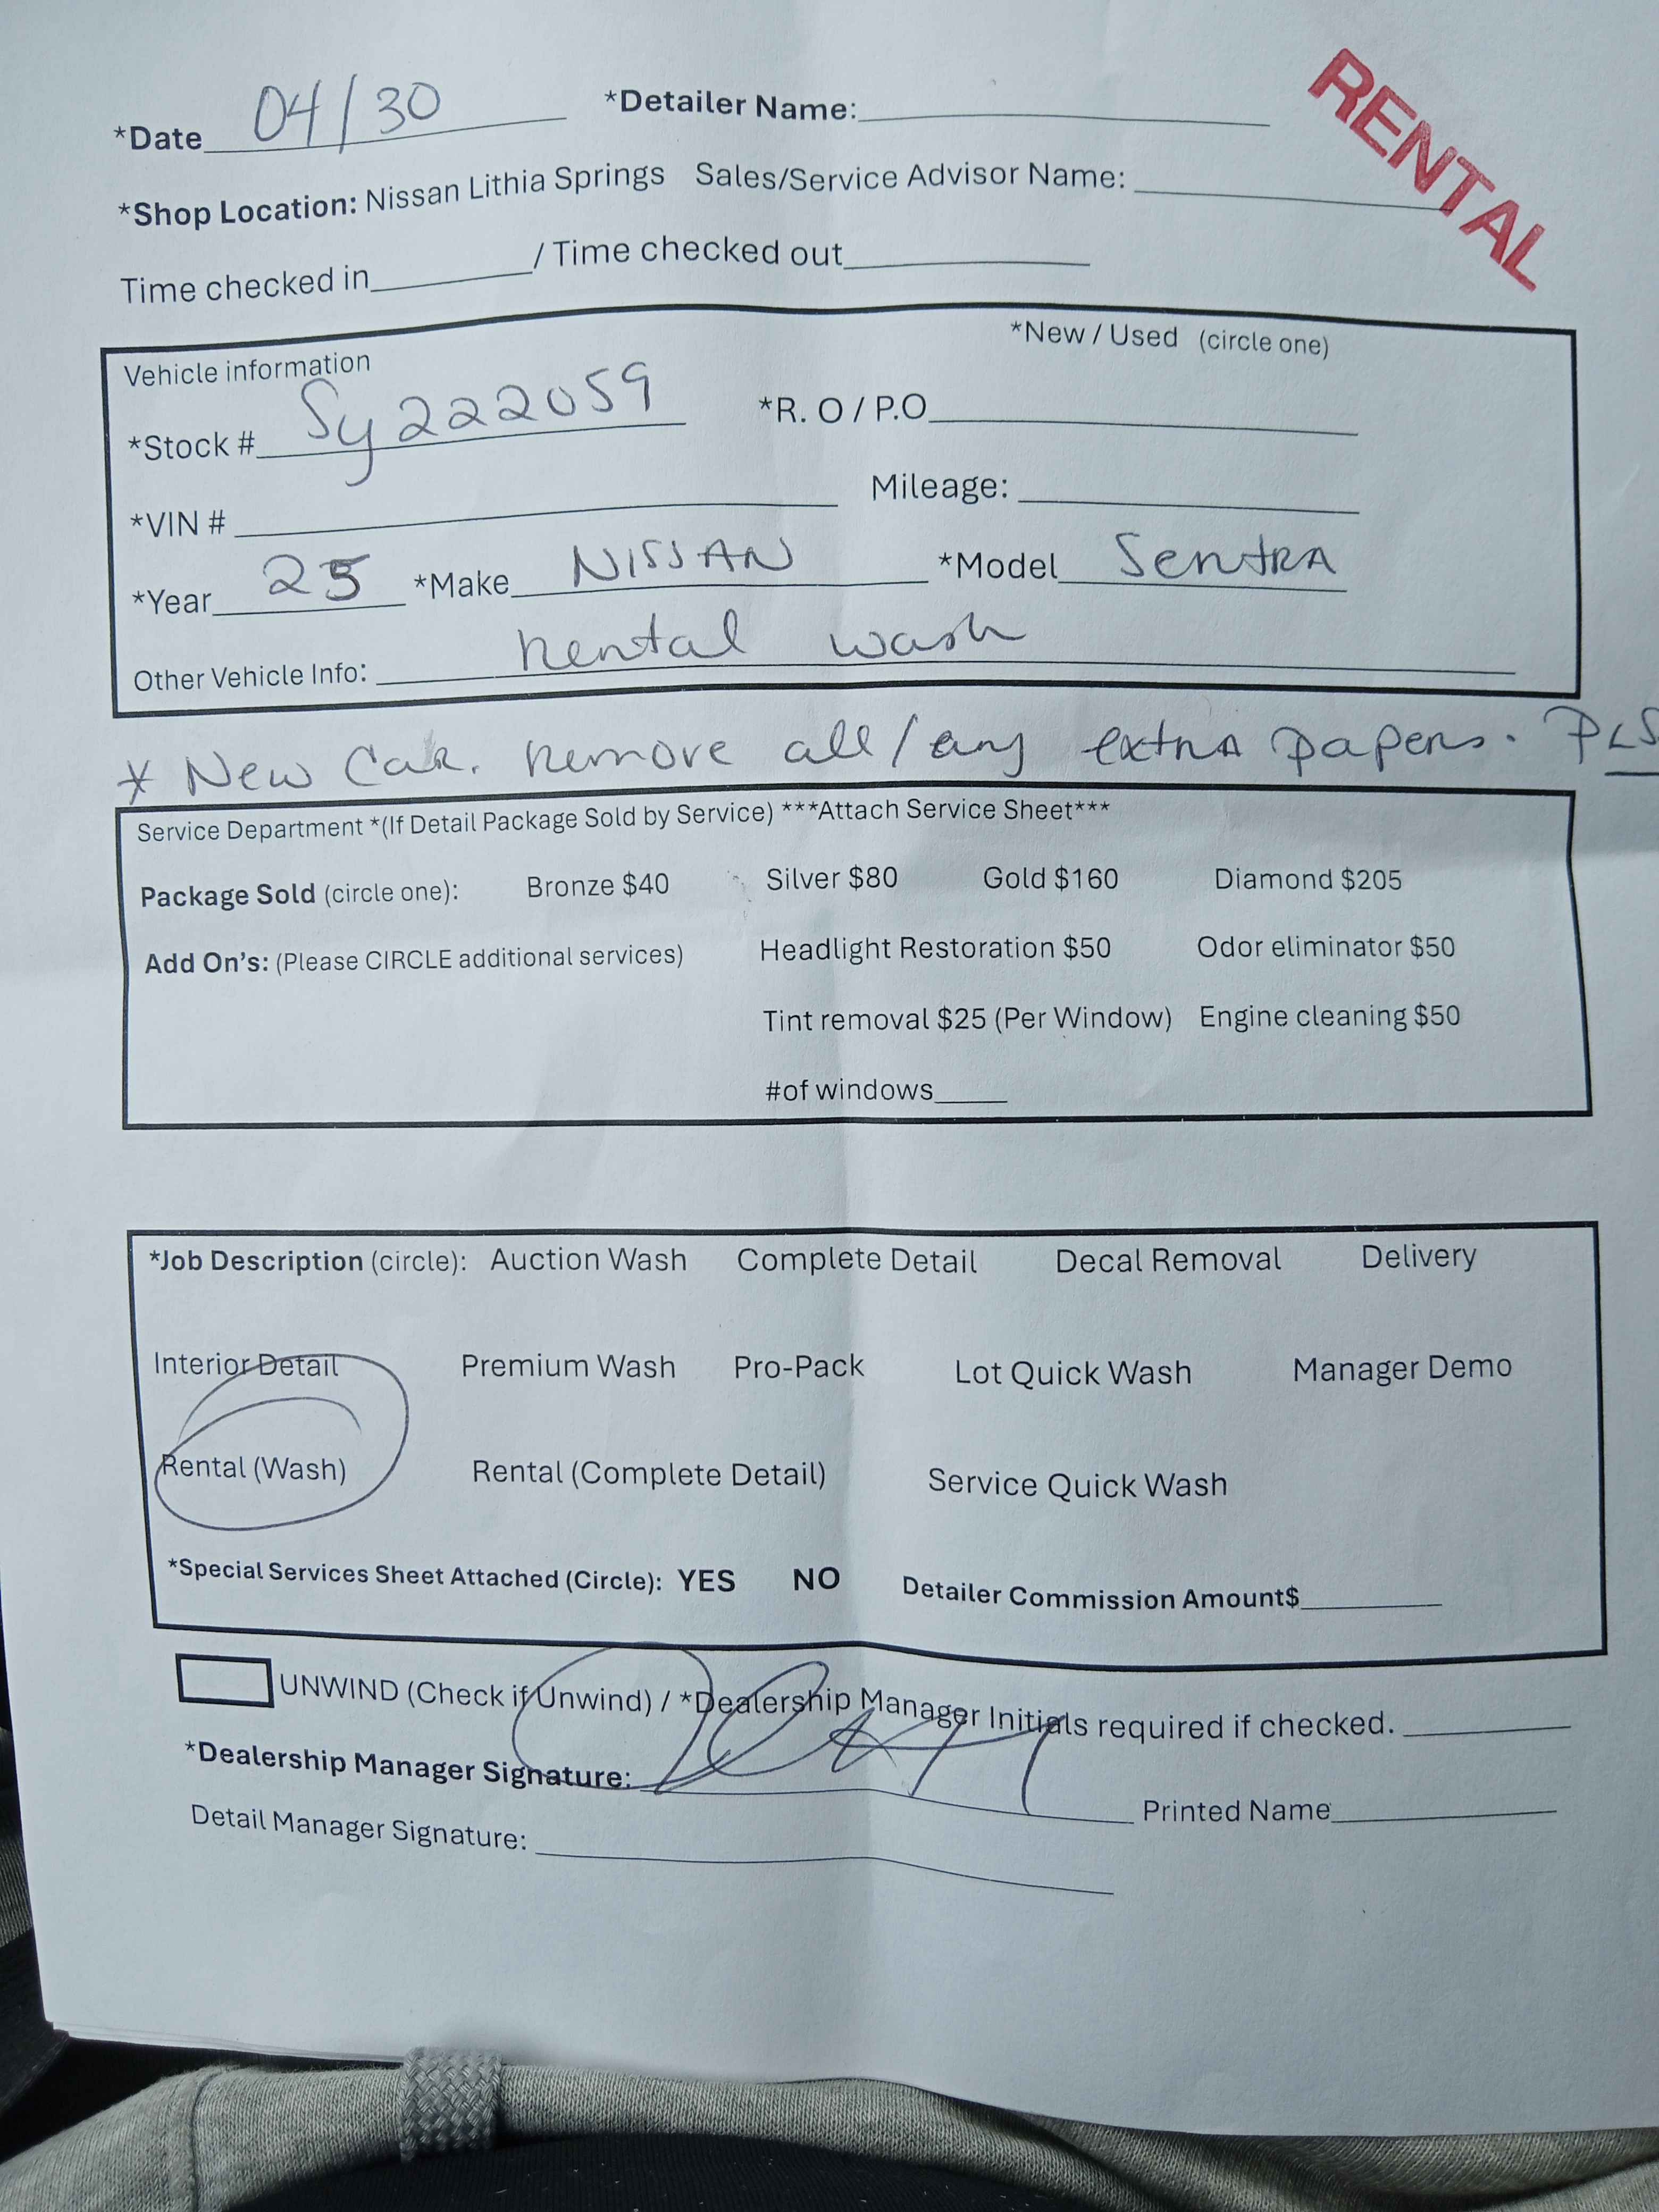 RENTAL
*Date 04/30 *Detailer Name:
*Shop Location: Nissan Lithia Springs Sales/Service Advisor Name:
Time checked in / Time checked out
*New / Used (circle one)
Vehicle information
*Stock # Sy222059 *R. O / P.O
*VIN # Mileage:
*Year 25 *Make NISSAN *Model SentRA
Other Vehicle Info: Rental wash
* New Car. Remove all/any extRA papers. PLS
Service Department *(If Detail Package Sold by Service) ***Attach Service Sheet***
Package Sold (circle one): Bronze $40 Silver $80 Gold $160 Diamond $205
Add On's: (Please CIRCLE additional services) Headlight Restoration $50 Odor eliminator $50
Tint removal $25 (Per Window) Engine cleaning $50
#of windows
*Job Description (circle): Auction Wash Complete Detail Decal Removal Delivery
Interior Detail Premium Wash Pro-Pack Lot Quick Wash Manager Demo
Rental (Wash) Rental (Complete Detail) Service Quick Wash
*Special Services Sheet Attached (Circle): YES NO Detailer Commission Amount$
UNWIND (Check if Unwind) / *Dealership Manager Initials required if checked.
*Dealership Manager Signature:
Printed Name
Detail Manager Signature: